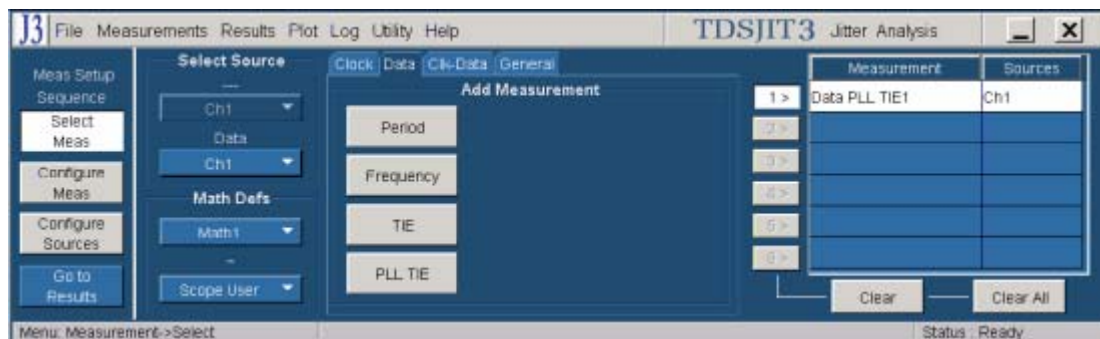 J3 File Measurements Results Plot Log Utility Help TDSJIT3 Jitter Analysis
Meas Setup
Sequence
Select
Meas
Configure
Meas
Configure
Sources
Go to
Results
Select Source
Ch1
Data
Ch1
Math Defs
Math1
Scope User
Clock Data Clk-Data General
Add Measurement
Period
Frequency
TIE
PLL TIE
Measurement Sources
1 > Data PLL TIE1 Ch1
2 >
3 >
4 >
5 >
6 >
Clear Clear All
Menu: Measurement->Select Status : Ready